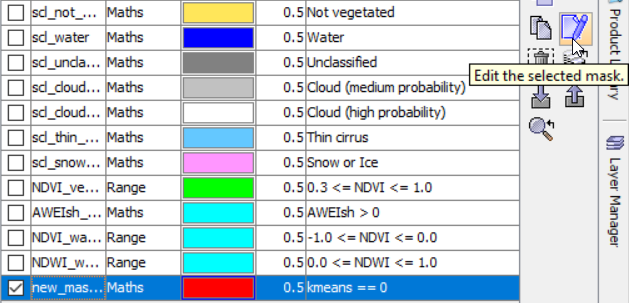 scl_not_... Maths 0.5 Not vegetated
scl_water Maths 0.5 Water
scl_uncla... Maths 0.5 Unclassified
scl_cloud... Maths 0.5 Cloud (medium probability)
scl_cloud... Maths 0.5 Cloud (high probability)
scl_thin_... Maths 0.5 Thin cirrus
scl_snow... Maths 0.5 Snow or Ice
NDVI_ve... Range 0.5 0.3 <= NDVI <= 1.0
AWEIsh_... Maths 0.5 AWEIsh > 0
NDVI_wa... Range 0.5 -1.0 <= NDVI <= 0.0
NDWI_w... Range 0.5 0.0 <= NDWI <= 1.0
new_mas... Maths 0.5 kmeans == 0
Edit the selected mask.
Product
Layer Manager